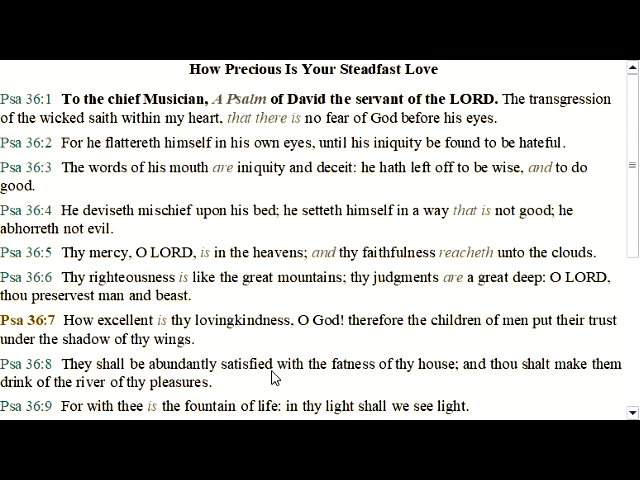 How Precious Is Your Steadfast Love
Psa 36:1 To the chief Musician, A Psalm of David the servant of the LORD. The transgression
of the wicked saith within my heart, that there is no fear of God before his eyes.
Psa 36:2 For he flattereth himself in his own eyes, until his iniquity be found to be hateful.
Psa 36:3 The words of his mouth are iniquity and deceit: he hath left off to be wise, and to do
good.
Psa 36:4 He deviseth mischief upon his bed; he setteth himself in a way that is not good; he
abhorreth not evil.
Psa 36:5 Thy mercy, O LORD, is in the heavens; and thy faithfulness reacheth unto the clouds.
Psa 36:6 Thy righteousness is like the great mountains; thy judgments are a great deep: O LORD,
thou preservest man and beast.
Psa 36:7 How excellent is thy lovingkindness, O God! therefore the children of men put their trust
under the shadow of thy wings.
Psa 36:8 They shall be abundantly satisfied with the fatness of thy house; and thou shalt make them
drink of the river of thy pleasures.
Psa 36:9 For with thee is the fountain of life: in thy light shall we see light.